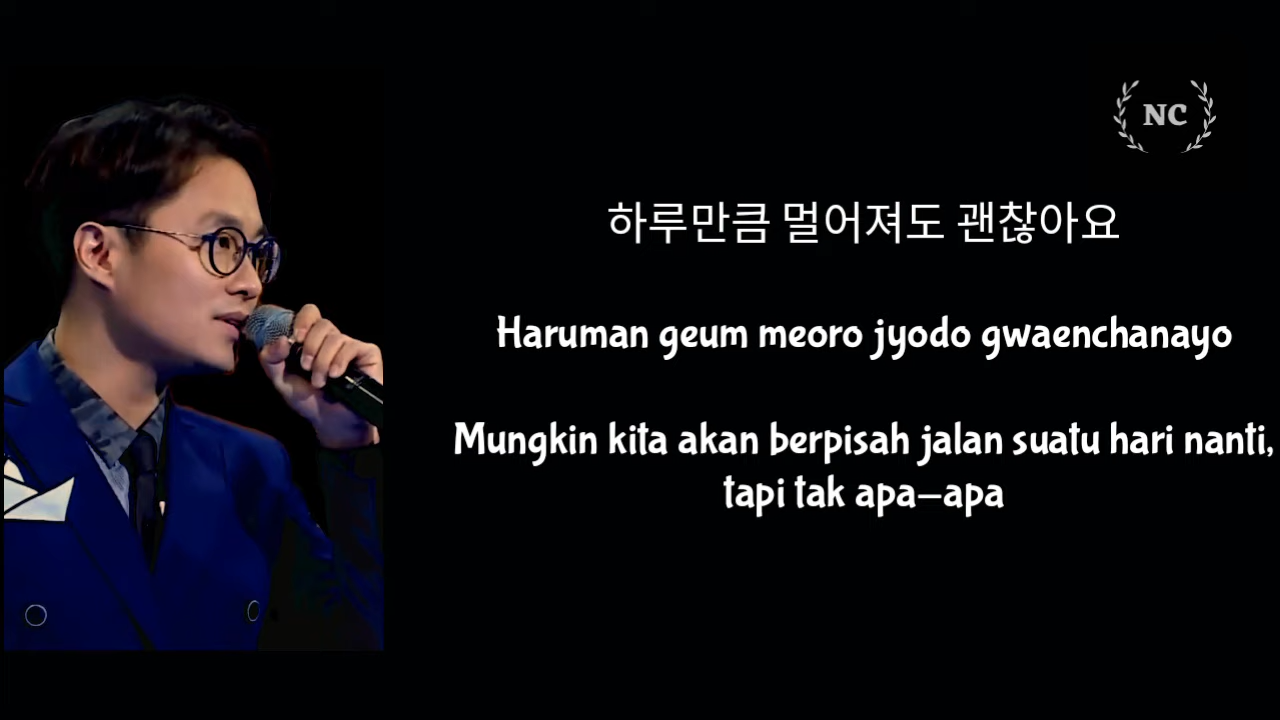 NC
하루만큼 멀어져도 괜찮아요
Haruman geum meoro jyodo gwaenchanayo
Mungkin kita akan berpisah jalan suatu hari nanti,
tapi tak apa-apa